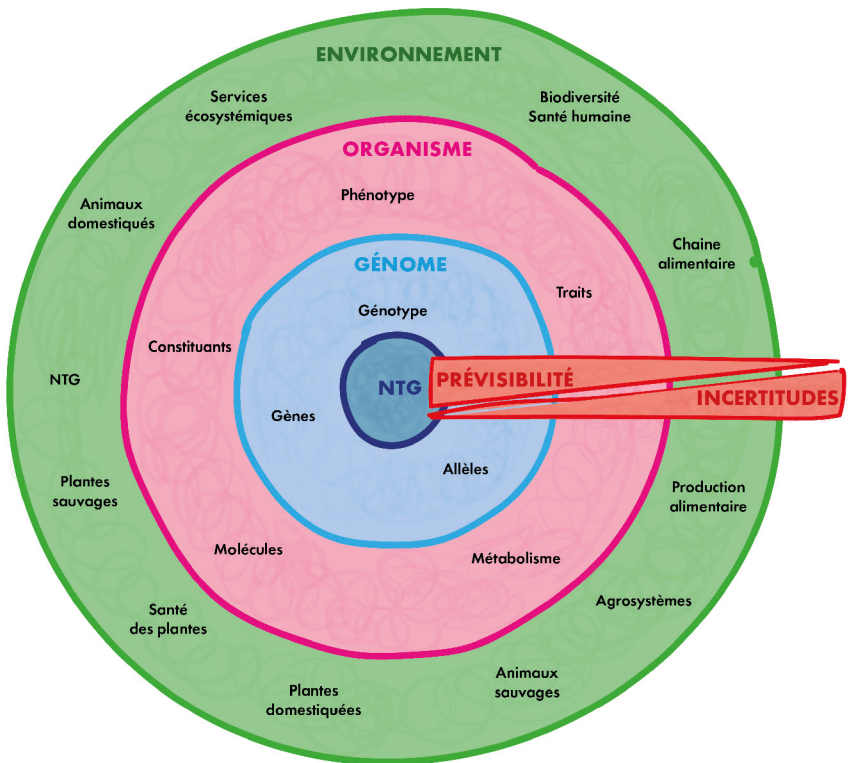 ENVIRONNEMENT
Services
écosystémiques
Biodiversité
Santé humaine
ORGANISME
Phénotype
Animaux
domestiqués
Chaine
alimentaire
GÉNOME
Traits
Génotype
Constituants
NTG
NTG
PRÉVISIBILITÉ
INCERTITUDES
Gènes
Allèles
Plantes
sauvages
Production
alimentaire
Molécules
Métabolisme
Santé
des plantes
Agrosystèmes
Animaux
sauvages
Plantes
domestiquées